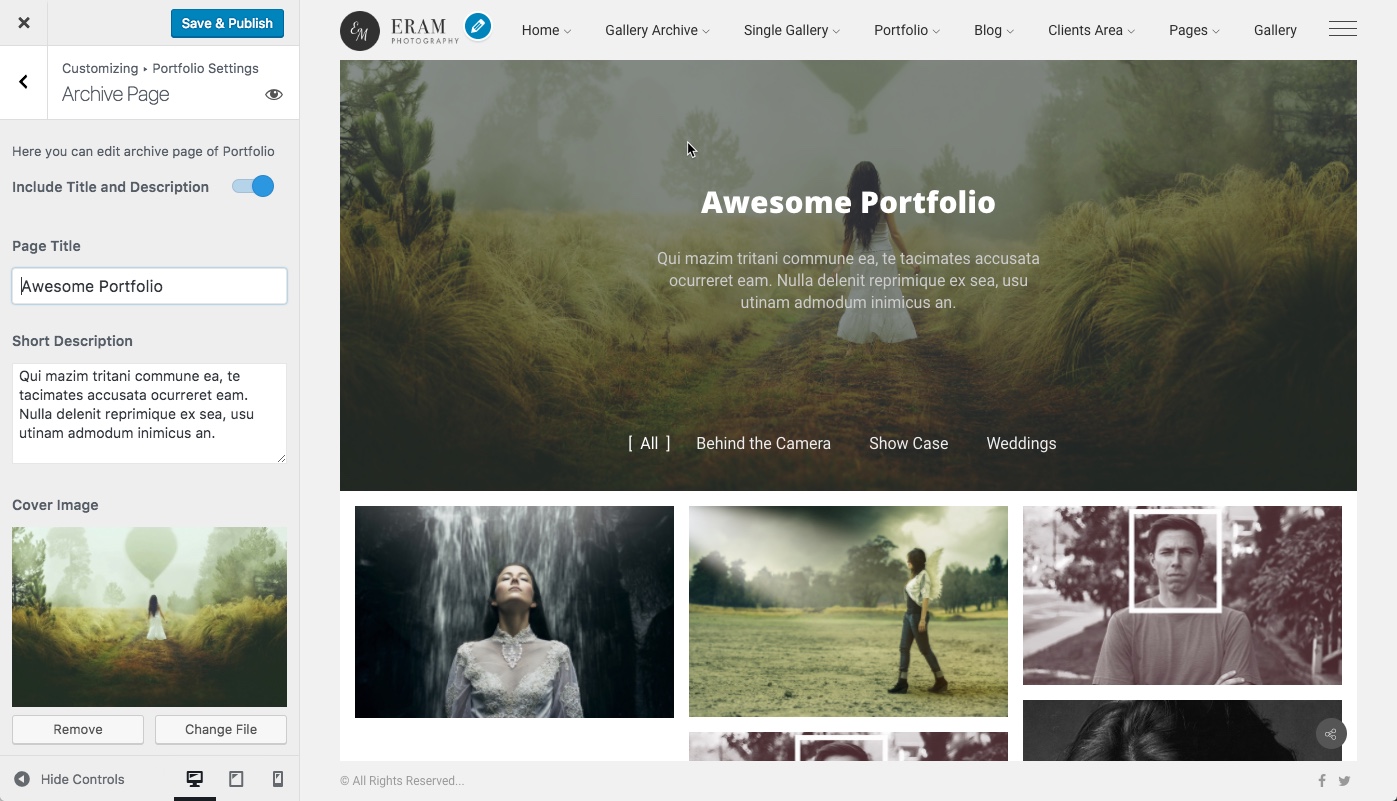 Save & Publish
Customizing ▸ Portfolio Settings
Archive Page
Here you can edit archive page of Portfolio
Include Title and Description
Page Title
Awesome Portfolio
Short Description
Qui mazim tritani commune ea, te
tacimates accusata ocurreret eam.
Nulla delenit reprimique ex sea, usu
utinam admodum inimicus an.
Cover Image
Remove
Change File
Hide Controls
EM
ERAM
PHOTOGRAPHY
Home
Gallery Archive
Single Gallery
Portfolio
Blog
Clients Area
Pages
Gallery
Awesome Portfolio
Qui mazim tritani commune ea, te tacimates accusata
ocurreret eam. Nulla delenit reprimique ex sea, usu
utinam admodum inimicus an.
[ All ]
Behind the Camera
Show Case
Weddings
© All Rights Reserved...